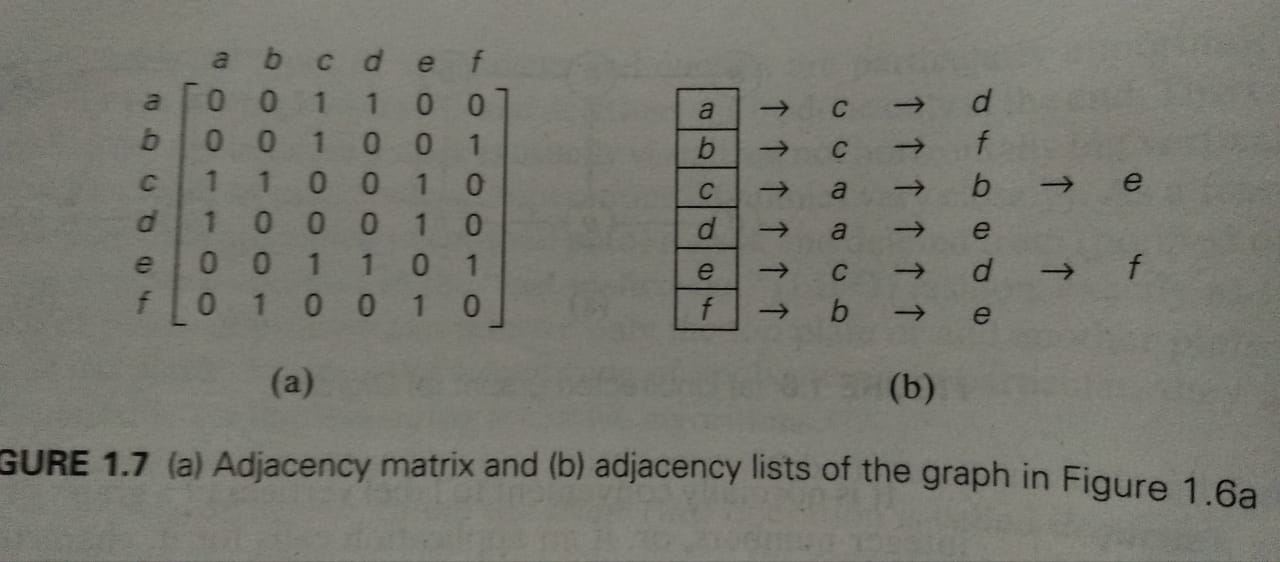 a b c d e f
a 0 0 1 1 0 0
b 0 0 1 0 0 1
c 1 1 0 0 1 0
d 1 0 0 0 1 0
e 0 0 1 1 0 1
f 0 1 0 0 1 0
(a)
a → c → d
b → c → f
c → a → b → e
d → a → e
e → c → d → f
f → b → e
(b)
GURE 1.7 (a) Adjacency matrix and (b) adjacency lists of the graph in Figure 1.6a